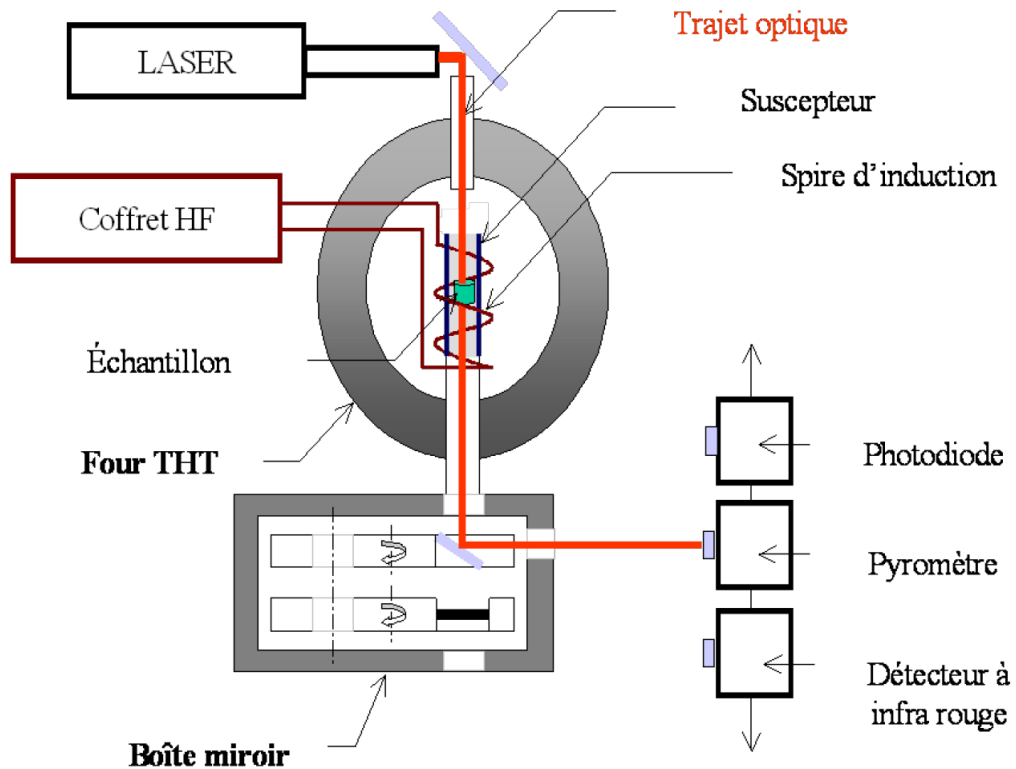 Trajet optique
LASER
Suscepteur
Spire d'induction
Coffret HF
Échantillon
Four THT
Photodiode
Pyromètre
Détecteur à
infra rouge
Boîte miroir